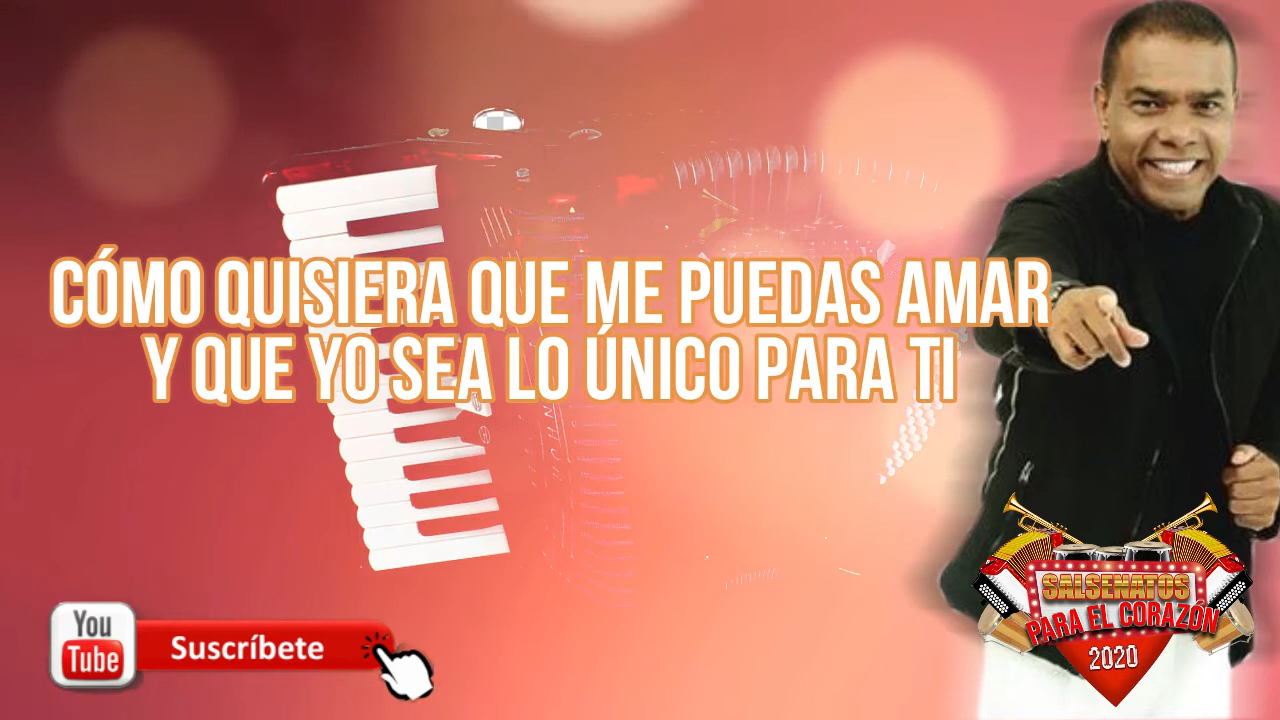 CÓMO QUISIERA QUE ME PUEDAS AMAR
Y QUE YO SEA LO ÚNICO PARA TI
You
Tube
Suscríbete
SALSENATOS
PARA EL CORAZÓN
2020